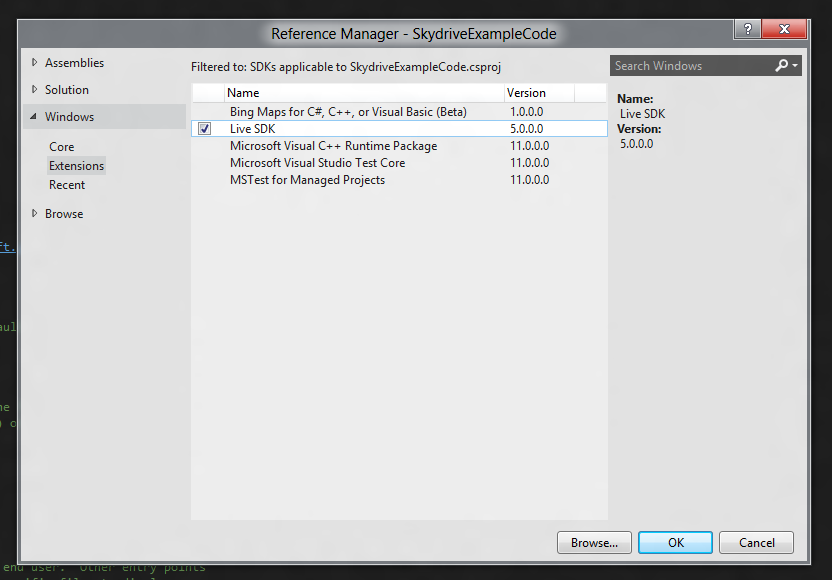 Reference Manager - SkydriveExampleCode
?
Assemblies
Solution
Windows
Core
Extensions
Recent
Browse
Filtered to: SDKs applicable to SkydriveExampleCode.csproj
Name Version
Bing Maps for C#, C++, or Visual Basic (Beta) 1.0.0.0
Live SDK 5.0.0.0
Microsoft Visual C++ Runtime Package 11.0.0.0
Microsoft Visual Studio Test Core 11.0.0.0
MSTest for Managed Projects 11.0.0.0
Search Windows
Name:
Live SDK
Version:
5.0.0.0
Browse... OK Cancel
ft.
aul
ne
) o
end user. Other entry points